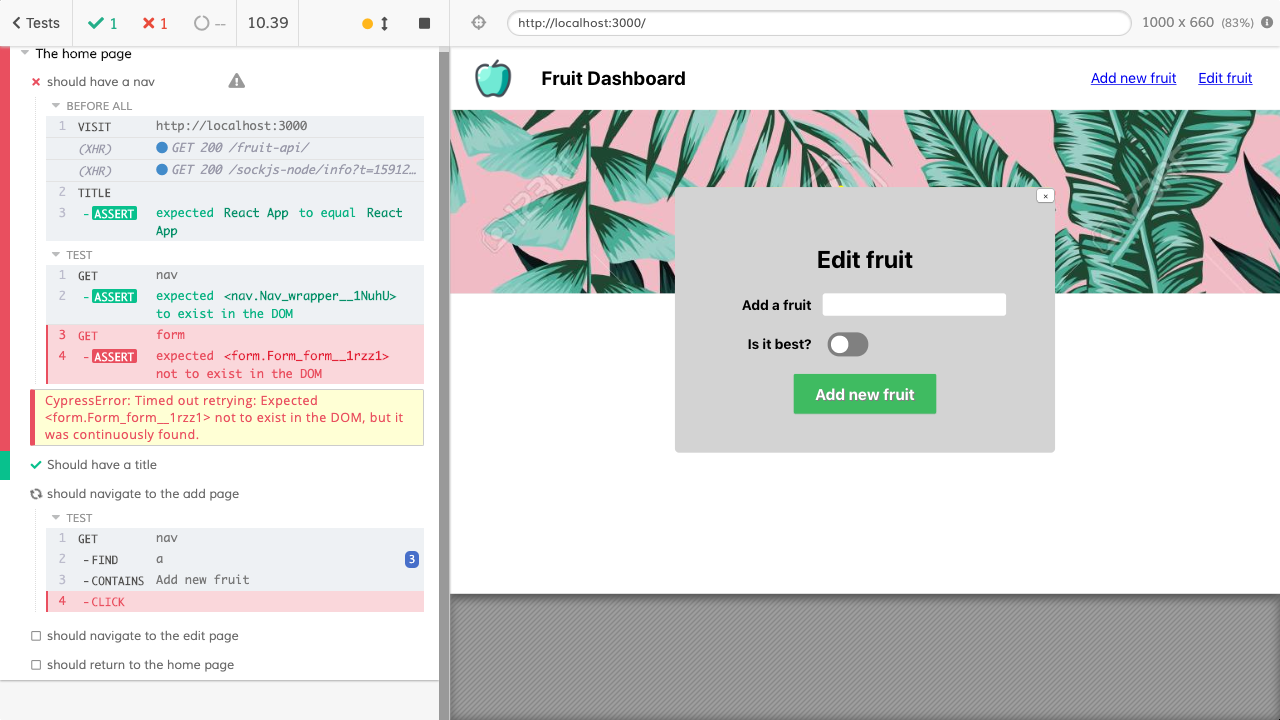 Tests
1
1
--
10.39
http://localhost:3000/
1000 x 660 (83%)
The home page
should have a nav
BEFORE ALL
1 VISIT http://localhost:3000
(XHR) GET 200 /fruit-api/
(XHR) GET 200 /sockjs-node/info?t=15912…
2 TITLE
3 -ASSERT expected React App to equal React
App
TEST
1 GET nav
2 -ASSERT expected <nav.Nav_wrapper__1NuhU>
to exist in the DOM
3 GET form
4 -ASSERT expected <form.Form_form__1rzz1>
not to exist in the DOM
CypressError: Timed out retrying: Expected
<form.Form_form__1rzz1> not to exist in the DOM, but it
was continuously found.
Should have a title
should navigate to the add page
TEST
1 GET nav
2 -FIND a 3
3 -CONTAINS Add new fruit
4 -CLICK
should navigate to the edit page
should return to the home page
Fruit Dashboard
Add new fruit
Edit fruit
123RF
×
Edit fruit
Add a fruit
Is it best?
Add new fruit